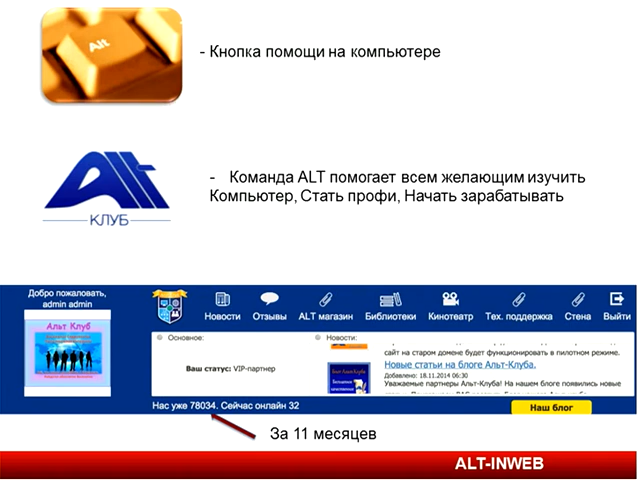 Alt
- Кнопка помощи на компьютере
Alt
КЛУБ
- Команда ALT помогает всем желающим изучить
Компьютер, Стать профи, Начать зарабатывать
Добро пожаловать,
admin admin
Альт Клуб
Новости Отзывы ALT магазин Библиотеки Кинотеатр Тех. поддержка Стена Выйти
Основное:
Ваш статус: VIP-партнер
Новости:
сайт на старом домене будет функционировать в пилотном режиме.
Новые статьи на блоге Альт-Клуба.
Добавлено: 18.11.2014 06:30
Уважаемые партнеры Альт-Клуба! На нашем блоге появились новые
Нас уже 78034. Сейчас онлайн 32
Наш блог
За 11 месяцев
ALT-INWEB